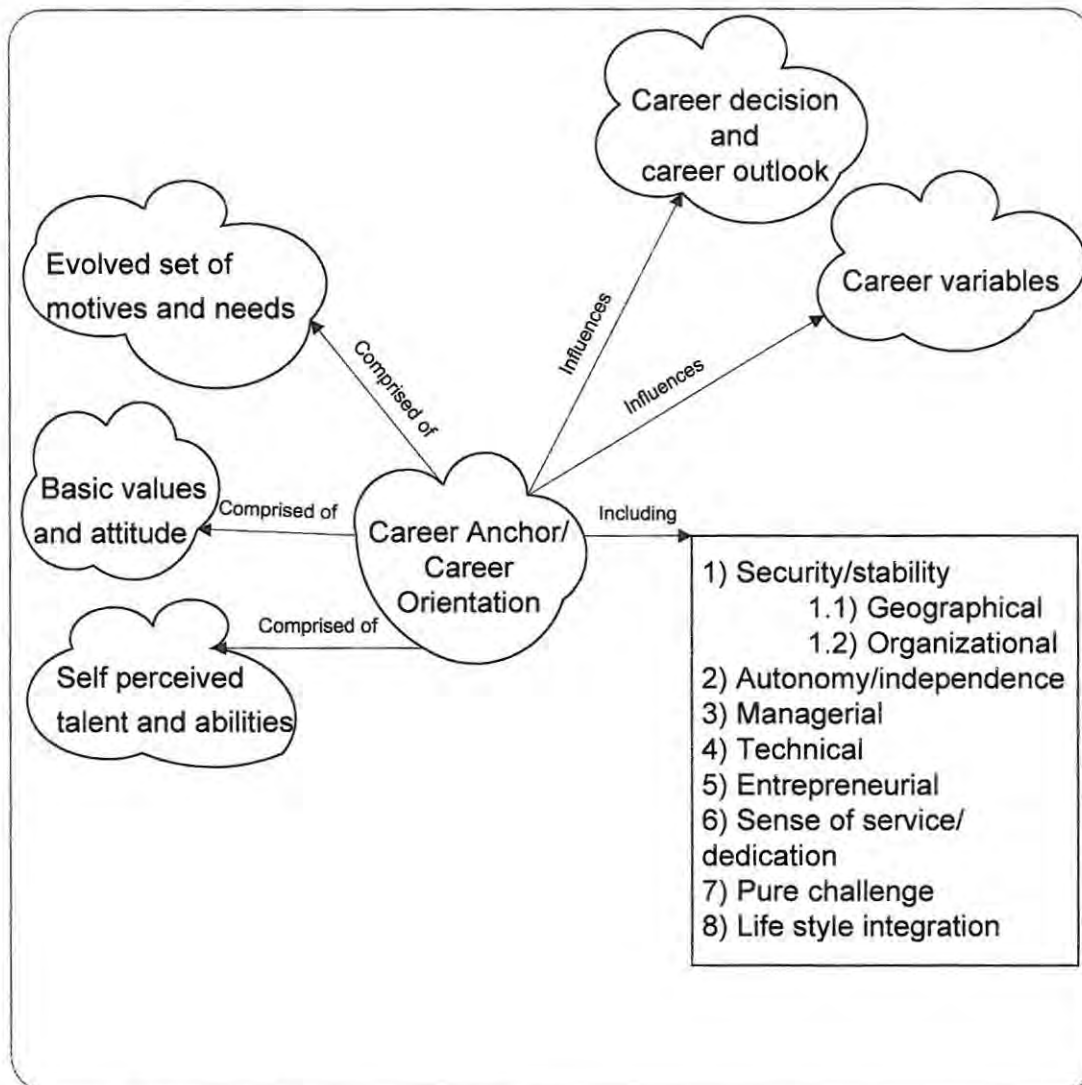 Career decision
and
career outlook
Evolved set of
motives and needs
Career variables
Influences
Influences
Comprised of
Basic values
and attitude
Comprised of
Career Anchor/
Career
Orientation
Including
Comprised of
Self perceived
talent and abilities
1) Security/stability
1.1) Geographical
1.2) Organizational
2) Autonomy/independence
3) Managerial
4) Technical
5) Entrepreneurial
6) Sense of service/
dedication
7) Pure challenge
8) Life style integration